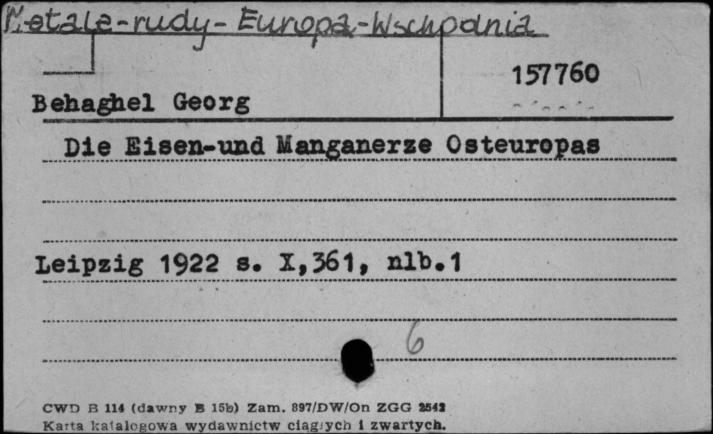 Metale-rudy-Europa-Wschodnia
157760
Behaghel Georg
Die Eisen-und Manganerze Osteuropas
Leipzig 1922 s. X,361, nlb.1
6
CWD B 114 (dawny B 15b) Zam. 897/DW/On ZGG 2542
Karta katalogowa wydawnictw ciągłych i zwartych.